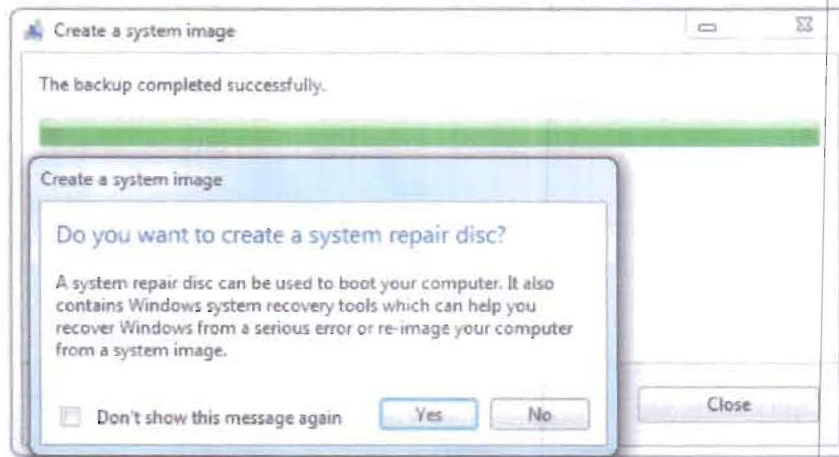 Create a system image
The backup completed successfully.
Create a system image
Do you want to create a system repair disc?
A system repair disc can be used to boot your computer. It also
contains Windows system recovery tools which can help you
recover Windows from a serious error or re-image your computer
from a system image.
Don't show this message again
Yes
No
Close